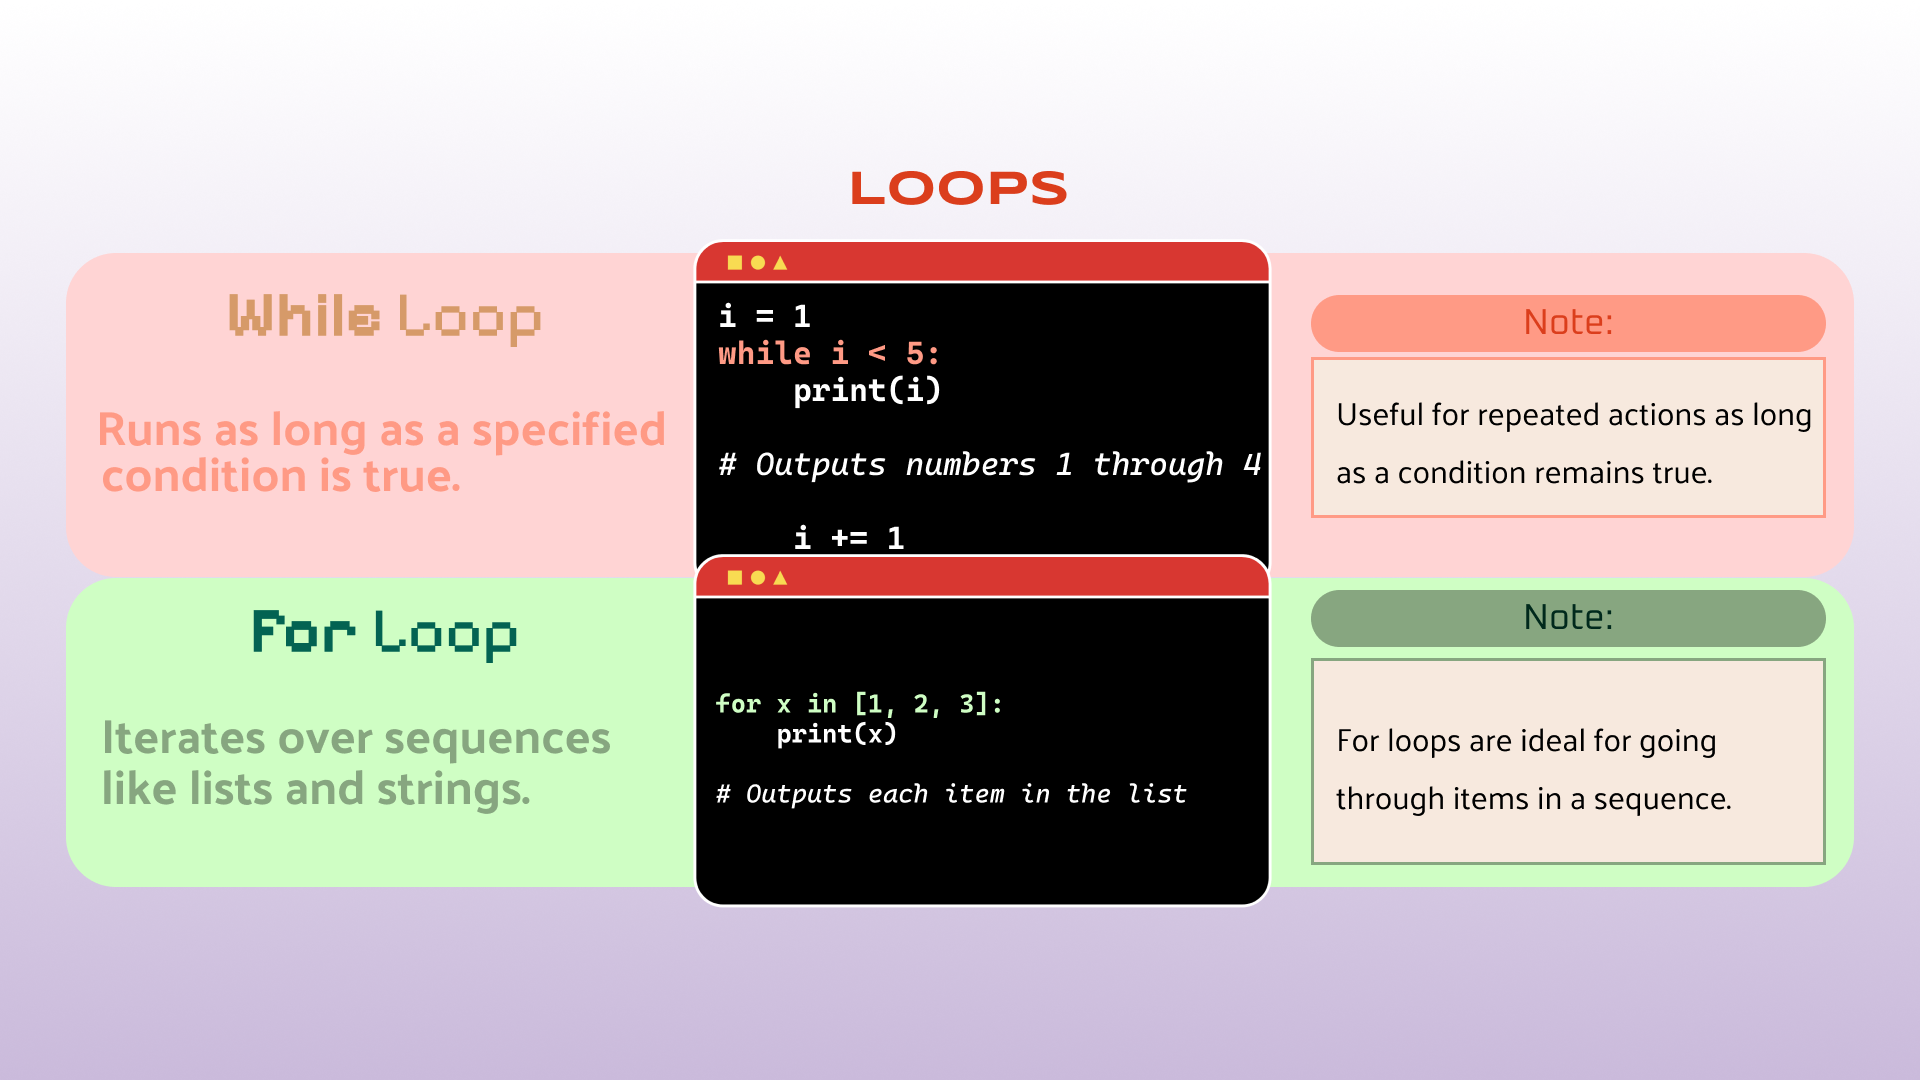 LOOPS
While Loop
Runs as long as a specified
condition is true.
i = 1
while i < 5:
    print(i)
# Outputs numbers 1 through 4
    i += 1
Note:
Useful for repeated actions as long
as a condition remains true.
For Loop
Iterates over sequences
like lists and strings.
for x in [1, 2, 3]:
    print(x)
# Outputs each item in the list
Note:
For loops are ideal for going
through items in a sequence.